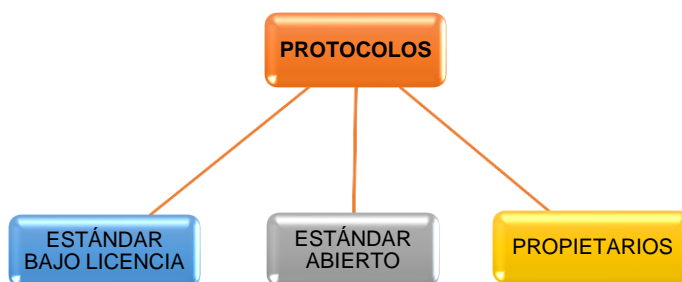 PROTOCOLOS
ESTÁNDAR
BAJO LICENCIA
ESTÁNDAR
ABIERTO
PROPIETARIOS